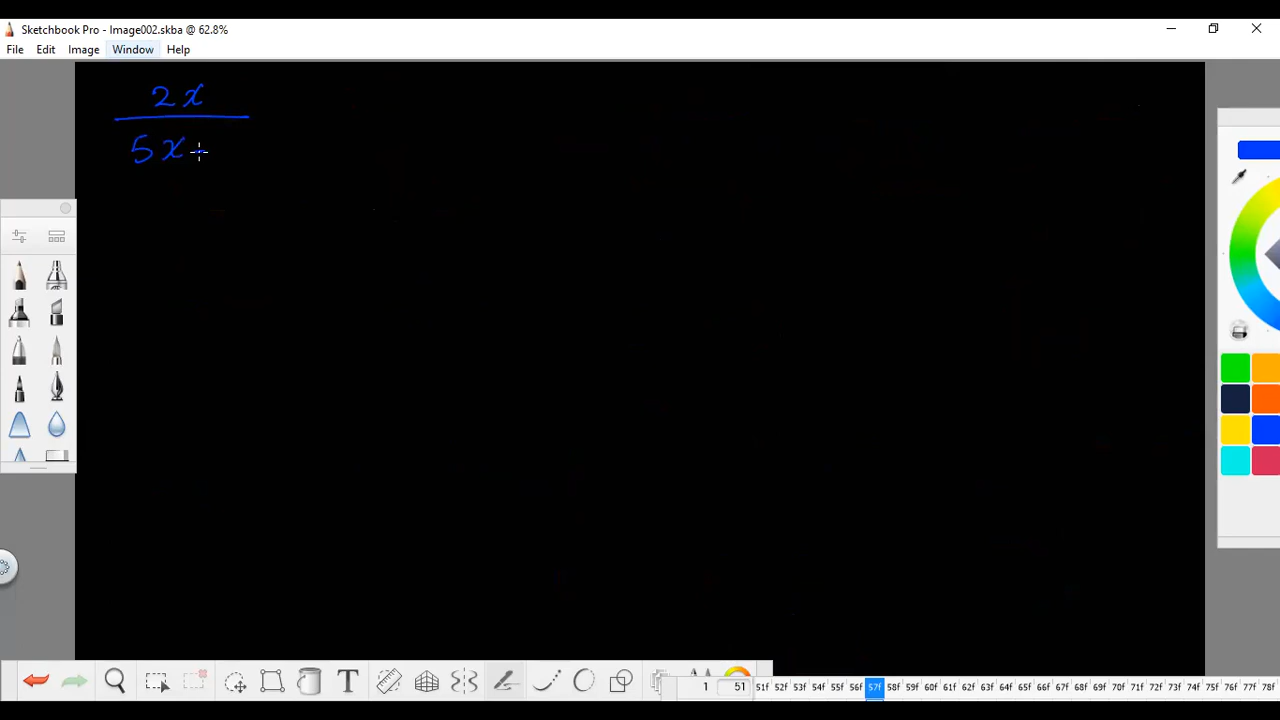 Sketchbook Pro - Image002.skba @ 62.8%
File Edit Image Window Help
2x
5x
1 51 51f 52f 53f 54f 55f 56f 57f 58f 59f 60f 61f 62f 63f 64f 65f 66f 67f 68f 69f 70f 71f 72f 73f 74f 75f 76f 77f 78f